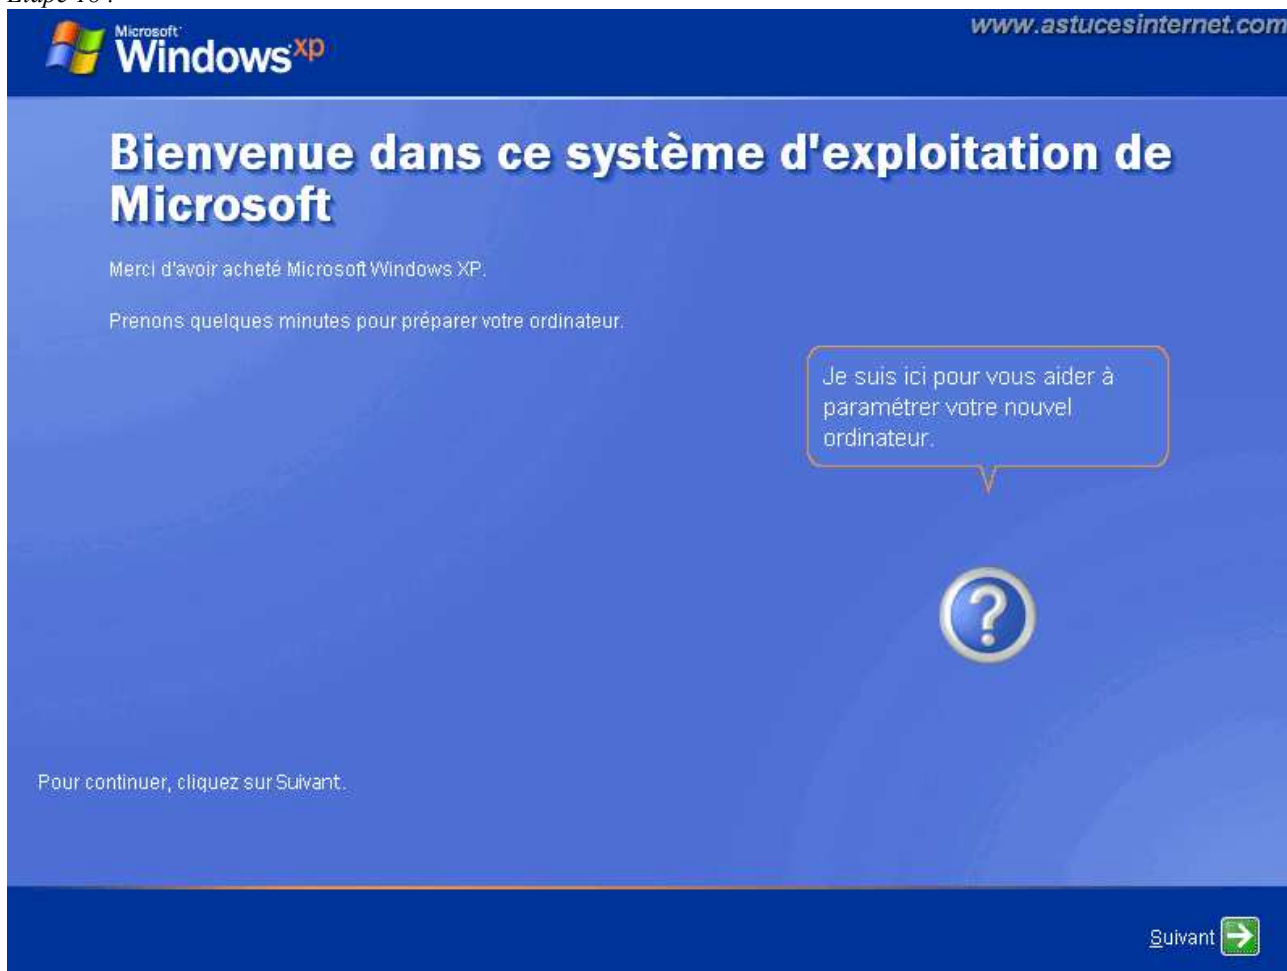 Microsoft
Windows xp
www.astucesinternet.com
Bienvenue dans ce système d'exploitation de
Microsoft
Merci d'avoir acheté Microsoft Windows XP.
Prenons quelques minutes pour préparer votre ordinateur.
Je suis ici pour vous aider à
paramétrer votre nouvel
ordinateur.
Pour continuer, cliquez sur Suivant.
Suivant